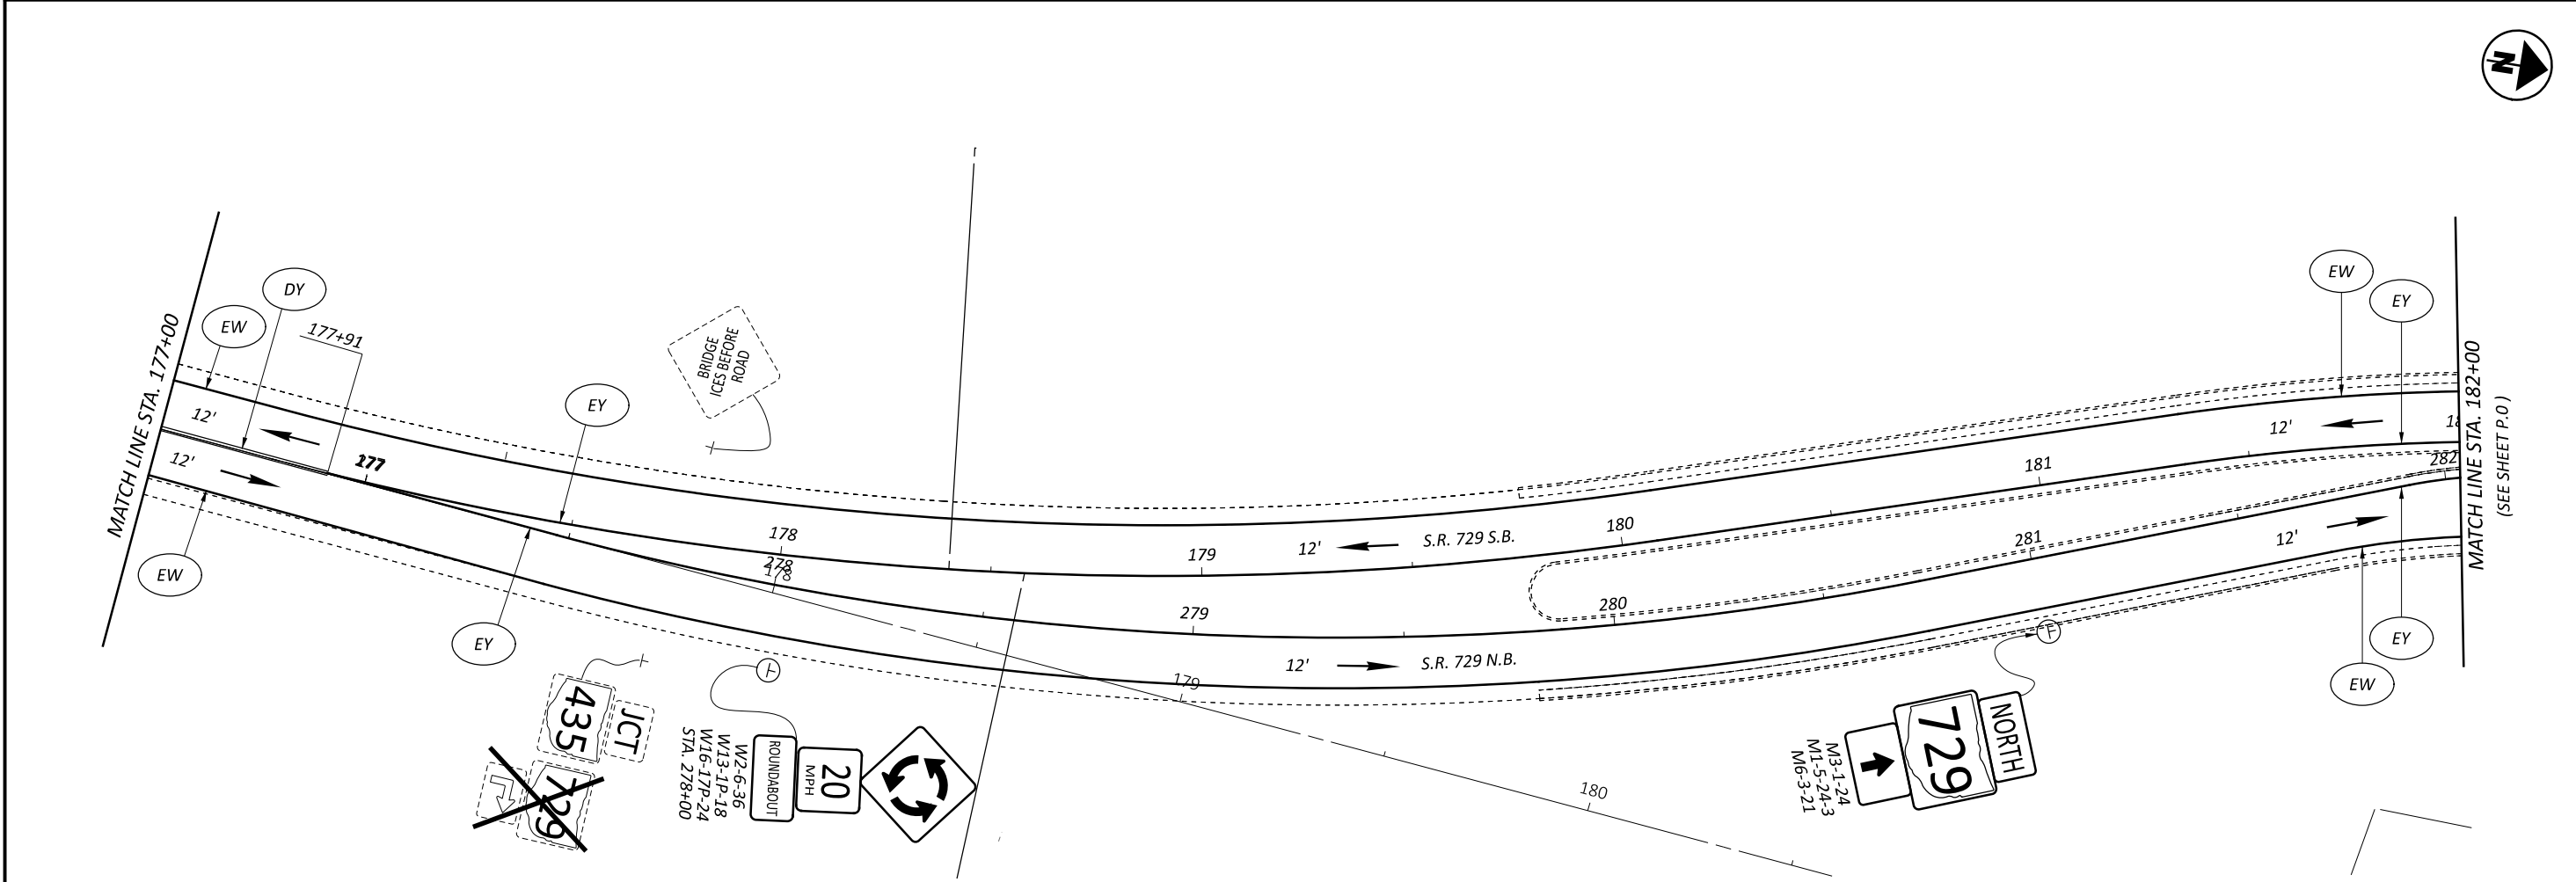 N
MATCH LINE STA. 177+00
EW
DY
177+91
12'
12'
EW
177
EY
EY
BRIDGE
ICES BEFORE
ROAD
178
278
178
179
279
179
12'
S.R. 729 S.B.
180
280
180
12'
S.R. 729 N.B.
181
281
12'
12'
282
EW
EY
EY
EW
MATCH LINE STA. 182+00
(SEE SHEET P.0 )
JCT
435
729
W2-6-36
W13-1P-18
W16-17P-24
STA. 278+00
ROUNDABOUT
20
MPH
NORTH
729
M3-1-24
M1-5-24-3
M6-3-21